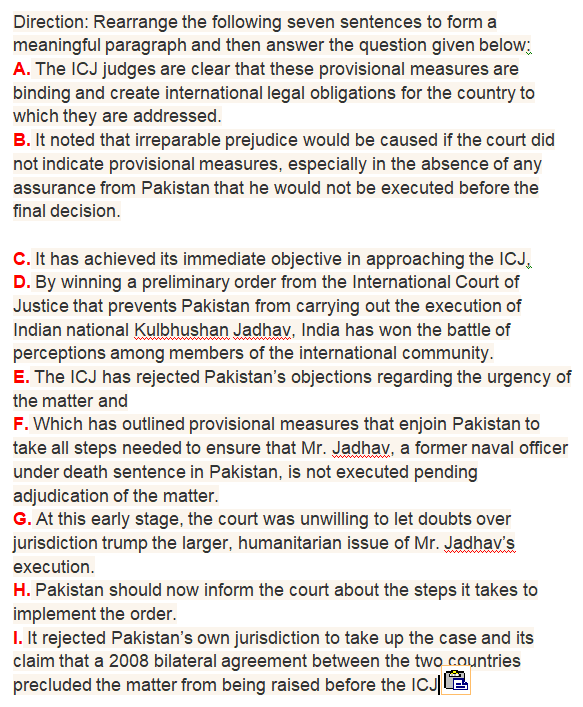 Direction: Rearrange the following seven sentences to form a
meaningful paragraph and then answer the question given below:
A. The ICJ judges are clear that these provisional measures are
binding and create international legal obligations for the country to
which they are addressed.
B. It noted that irreparable prejudice would be caused if the court did
not indicate provisional measures, especially in the absence of any
assurance from Pakistan that he would not be executed before the
final decision.
C. It has achieved its immediate objective in approaching the ICJ,
D. By winning a preliminary order from the International Court of
Justice that prevents Pakistan from carrying out the execution of
Indian national Kulbhushan Jadhav, India has won the battle of
perceptions among members of the international community.
E. The ICJ has rejected Pakistan’s objections regarding the urgency of
the matter and
F. Which has outlined provisional measures that enjoin Pakistan to
take all steps needed to ensure that Mr. Jadhav, a former naval officer
under death sentence in Pakistan, is not executed pending
adjudication of the matter.
G. At this early stage, the court was unwilling to let doubts over
jurisdiction trump the larger, humanitarian issue of Mr. Jadhav’s
execution.
H. Pakistan should now inform the court about the steps it takes to
implement the order.
I. It rejected Pakistan’s own jurisdiction to take up the case and its
claim that a 2008 bilateral agreement between the two countries
precluded the matter from being raised before the ICJ